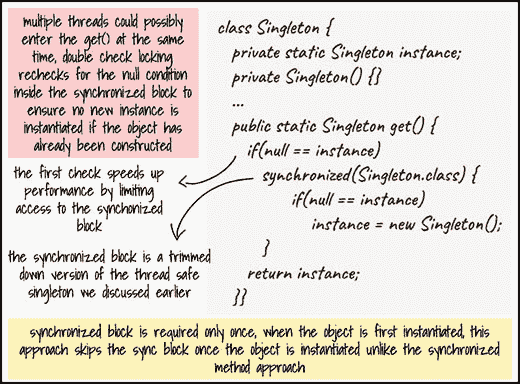 multiple threads could possibly
enter the get() at the same
time, double check locking
rechecks for the null condition
inside the synchronized block to
ensure no new instance is
instantiated if the object has
already been constructed
the first check speeds up
performance by limiting
access to the synchonized
block
the synchronized block is a trimmed
down version of the thread safe
singleton we discussed earlier
class Singleton {
private static Singleton instance;
private Singleton() {}
...
public static Singleton get() {
if(null == instance)
synchronized(Singleton.class) {
if(null == instance)
instance = new Singleton();
}
return instance;
}}
synchronized block is required only once, when the object is first instantiated, this
approach skips the sync block once the object is instantiated unlike the synchronized
method approach